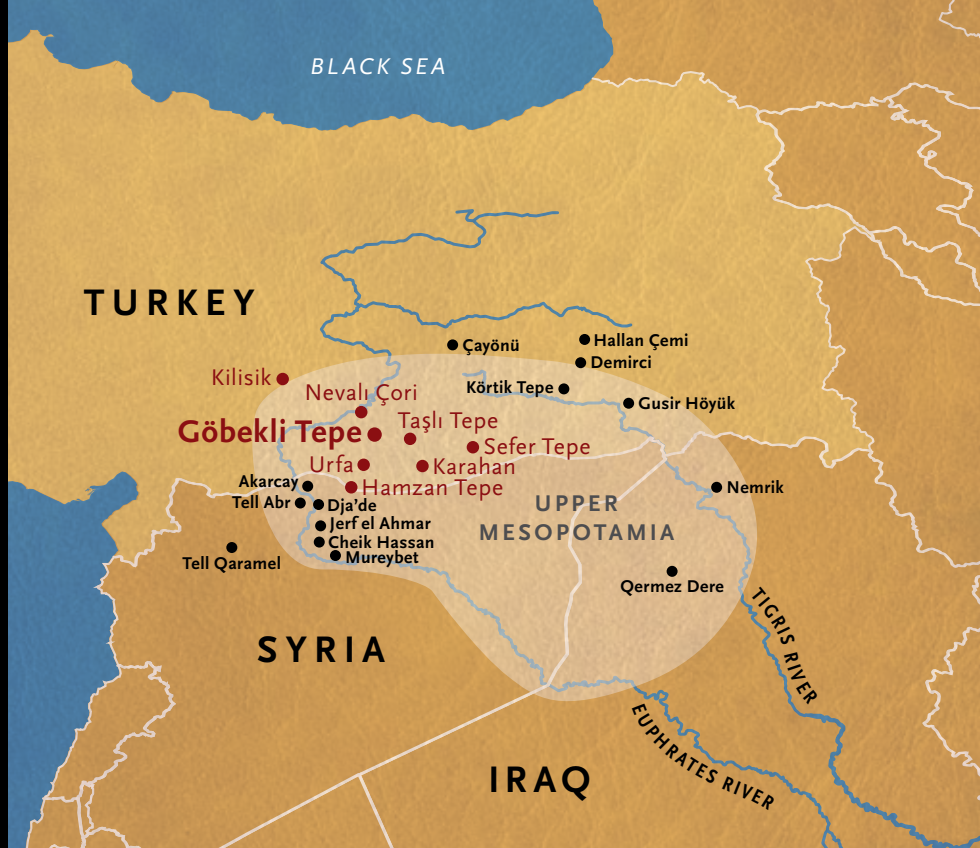 BLACK SEA
TURKEY
Hallan Çemi
Çayönü
Demirci
Kilisik
Körtik Tepe
Nevalı Çori
Gusir Höyük
Taşlı Tepe
Göbekli Tepe
Sefer Tepe
Urfa
Karahan
Akarcay
Hamzan Tepe
Nemrik
Tell Abr
Dja'de
UPPER
MESOPOTAMIA
Jerf el Ahmar
Cheik Hassan
Mureybet
Tell Qaramel
Qermez Dere
TIGRIS RIVER
SYRIA
EUPHRATES RIVER
IRAQ